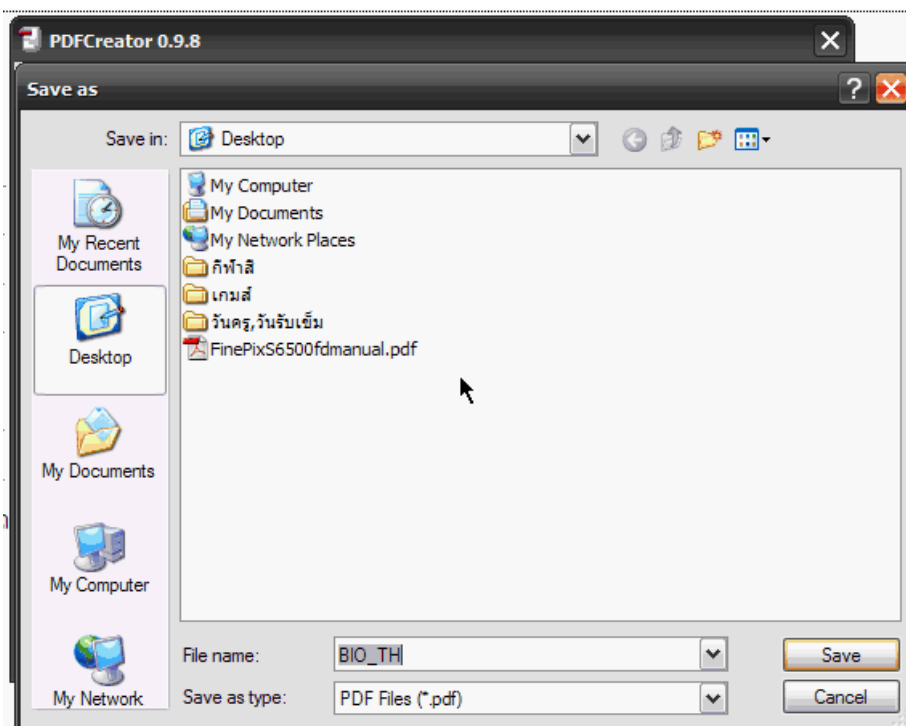 PDFCreator 0.9.8
Save as
Save in:
Desktop
My Recent
Documents
Desktop
My Documents
My Computer
My Network
My Computer
My Documents
My Network Places
กีฬาสี
เกมส์
วันครู,วันรับเข็ม
FinePixS6500fdmanual.pdf
File name:
BIO_TH
Save
Save as type:
PDF Files (*.pdf)
Cancel